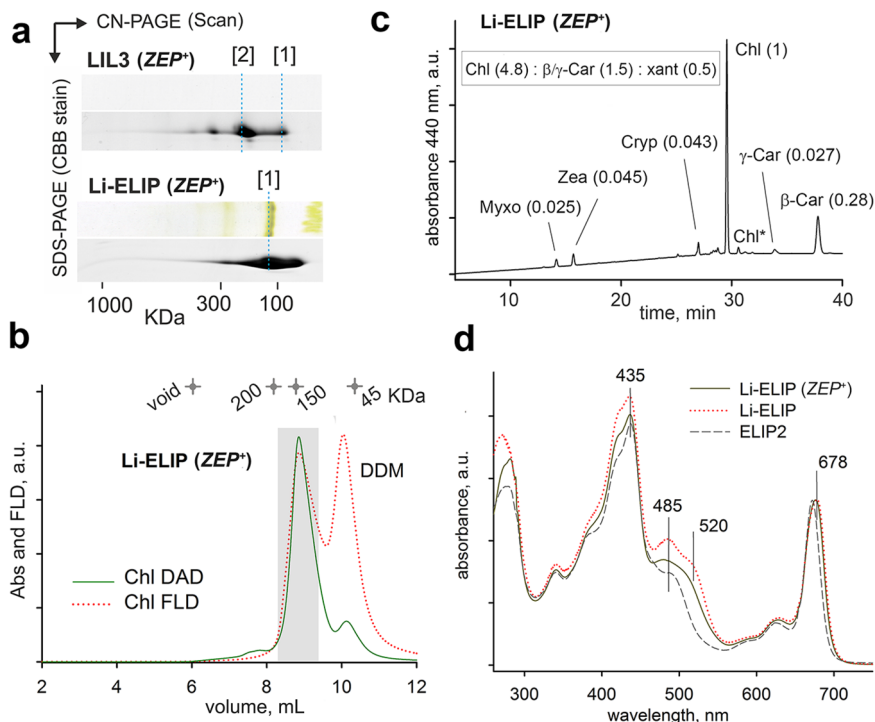 a
CN-PAGE (Scan)
SDS-PAGE (CBB stain)
LIL3 (ZEP+)
[2]
[1]
Li-ELIP (ZEP+)
[1]
1000
300
100
KDa
b
void
200
150
45 KDa
Li-ELIP (ZEP+)
DDM
Abs and FLD, a.u.
Chl DAD
Chl FLD
2
4
6
8
10
12
volume, mL
c
Li-ELIP (ZEP+)
Chl (1)
Chl (4.8) : β/γ-Car (1.5) : xant (0.5)
absorbance 440 nm, a.u.
Cryp (0.043)
γ-Car (0.027)
Zea (0.045)
β-Car (0.28)
Myxo (0.025)
Chl*
10
20
30
40
time, min
d
435
Li-ELIP (ZEP+)
Li-ELIP
ELIP2
678
485
520
absorbance, a.u.
300
400
500
600
700
wavelength, nm